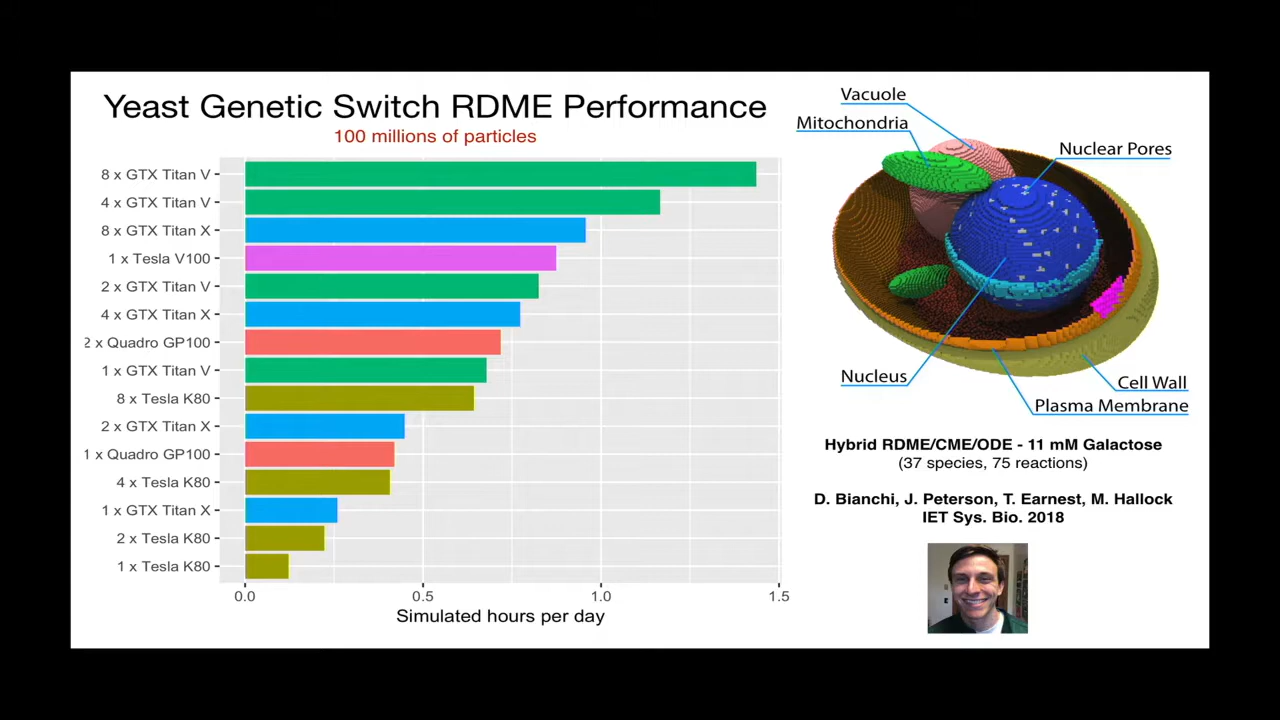 Yeast Genetic Switch RDME Performance
100 millions of particles
8 x GTX Titan V
4 x GTX Titan V
8 x GTX Titan X
1 x Tesla V100
2 x GTX Titan V
4 x GTX Titan X
2 x Quadro GP100
1 x GTX Titan V
8 x Tesla K80
2 x GTX Titan X
1 x Quadro GP100
4 x Tesla K80
1 x GTX Titan X
2 x Tesla K80
1 x Tesla K80
0.0 0.5 1.0 1.5
Simulated hours per day
Vacuole
Mitochondria
Nuclear Pores
Nucleus
Cell Wall
Plasma Membrane
Hybrid RDME/CME/ODE - 11 mM Galactose
(37 species, 75 reactions)
D. Bianchi, J. Peterson, T. Earnest, M. Hallock
IET Sys. Bio. 2018